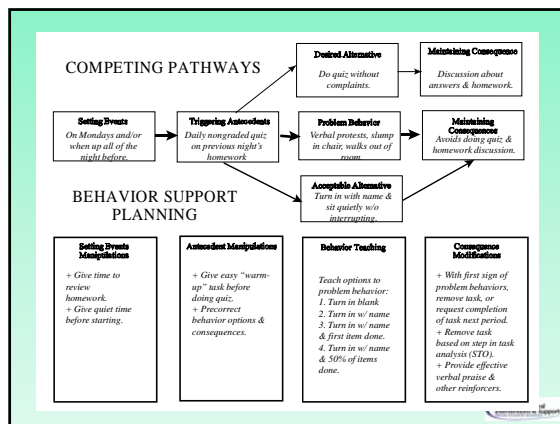 COMPETING PATHWAYS
Desired Alternative
Do quiz without
complaints.
Maintaining Consequence
Discussion about
answers & homework.
Setting Events
On Mondays and/or
when up all of the
night before.
Triggering Antecedents
Daily nongraded quiz
on previous night's
homework
Problem Behavior
Verbal protests, slump
in chair, walks out of
room.
Maintaining
Consequences
Avoids doing quiz &
homework discussion.
Acceptable Alternative
Turn in with name &
sit quietly w/o
interrupting.
BEHAVIOR SUPPORT
PLANNING
Setting Events
Manipulations
+ Give time to
review
homework.
+ Give quiet time
before starting.
Antecedent Manipulations
+ Give easy “warm-
up” task before
doing quiz.
+ Precorrect
behavior options &
consequences.
Behavior Teaching
Teach options to
problem behavior:
1. Turn in blank
2. Turn in w/ name
3. Turn in w/ name
& first item done.
4. Turn in w/ name
& 50% of items
done.
Consequence
Modifications
+ With first sign of
problem behaviors,
remove task, or
request completion
of task next period.
+ Remove task
based on step in task
analysis (STO).
+ Provide effective
verbal praise &
other reinforcers.